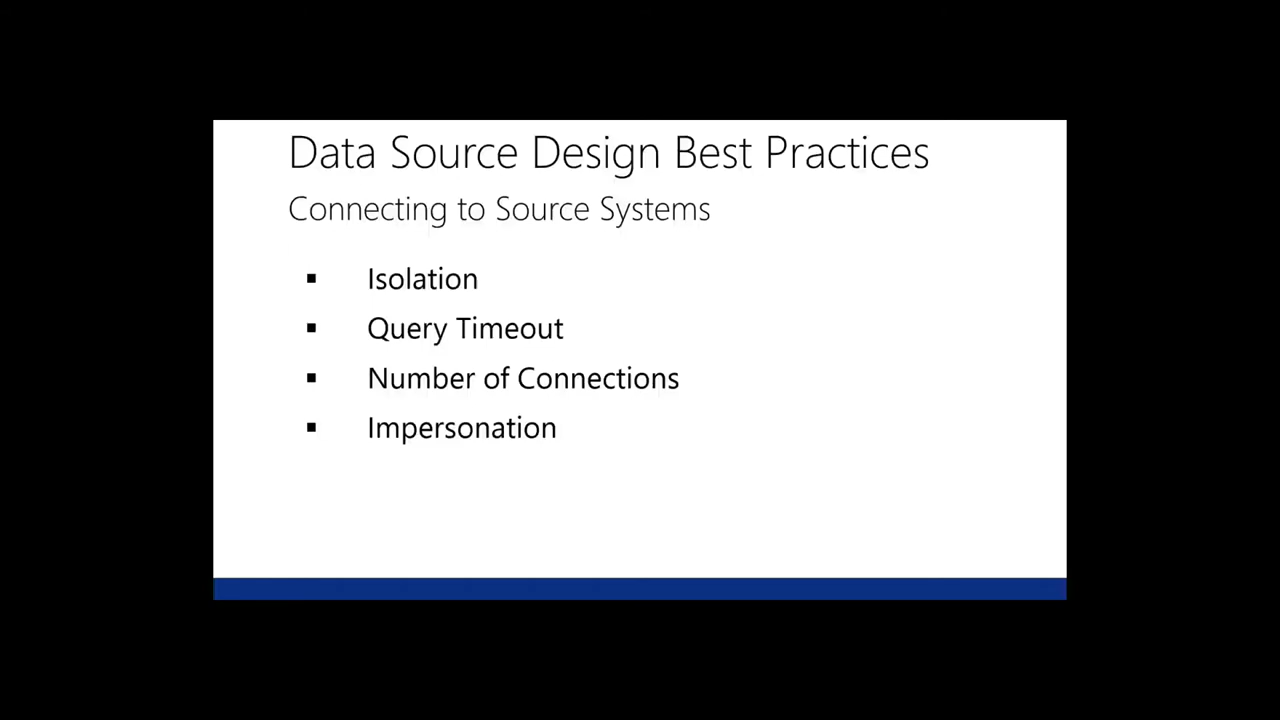 Data Source Design Best Practices
Connecting to Source Systems
▪ Isolation
▪ Query Timeout
▪ Number of Connections
▪ Impersonation